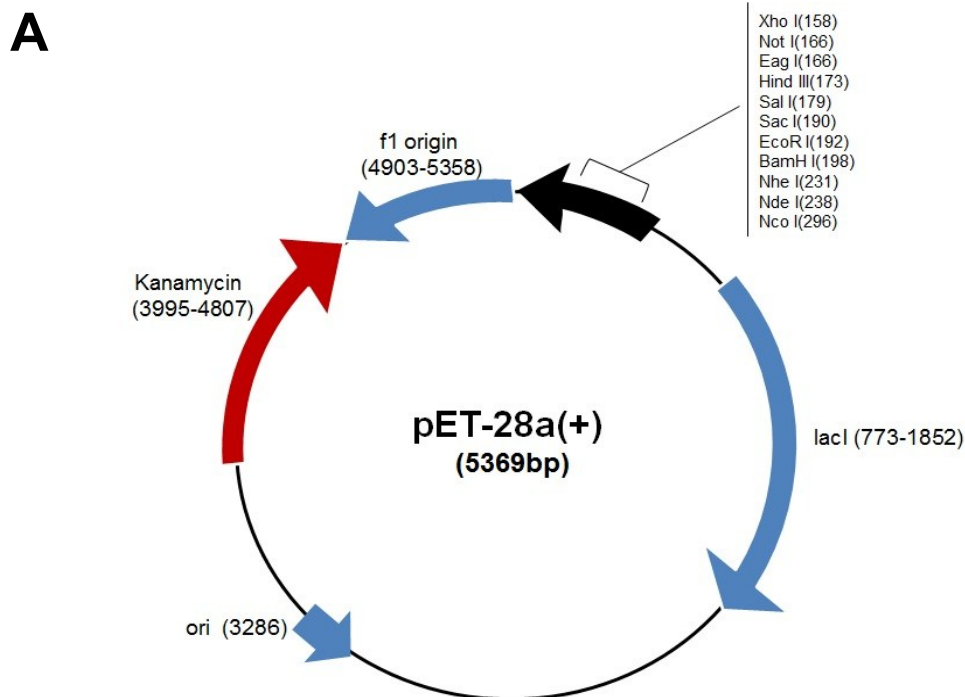 A
Xho I(158)
Not I(166)
Eag I(166)
Hind III(173)
Sal I(179)
Sac I(190)
EcoR I(192)
BamH I(198)
Nhe I(231)
Nde I(238)
Nco I(296)
f1 origin
(4903-5358)
Kanamycin
(3995-4807)
pET-28a(+)
(5369bp)
lacI (773-1852)
ori (3286)